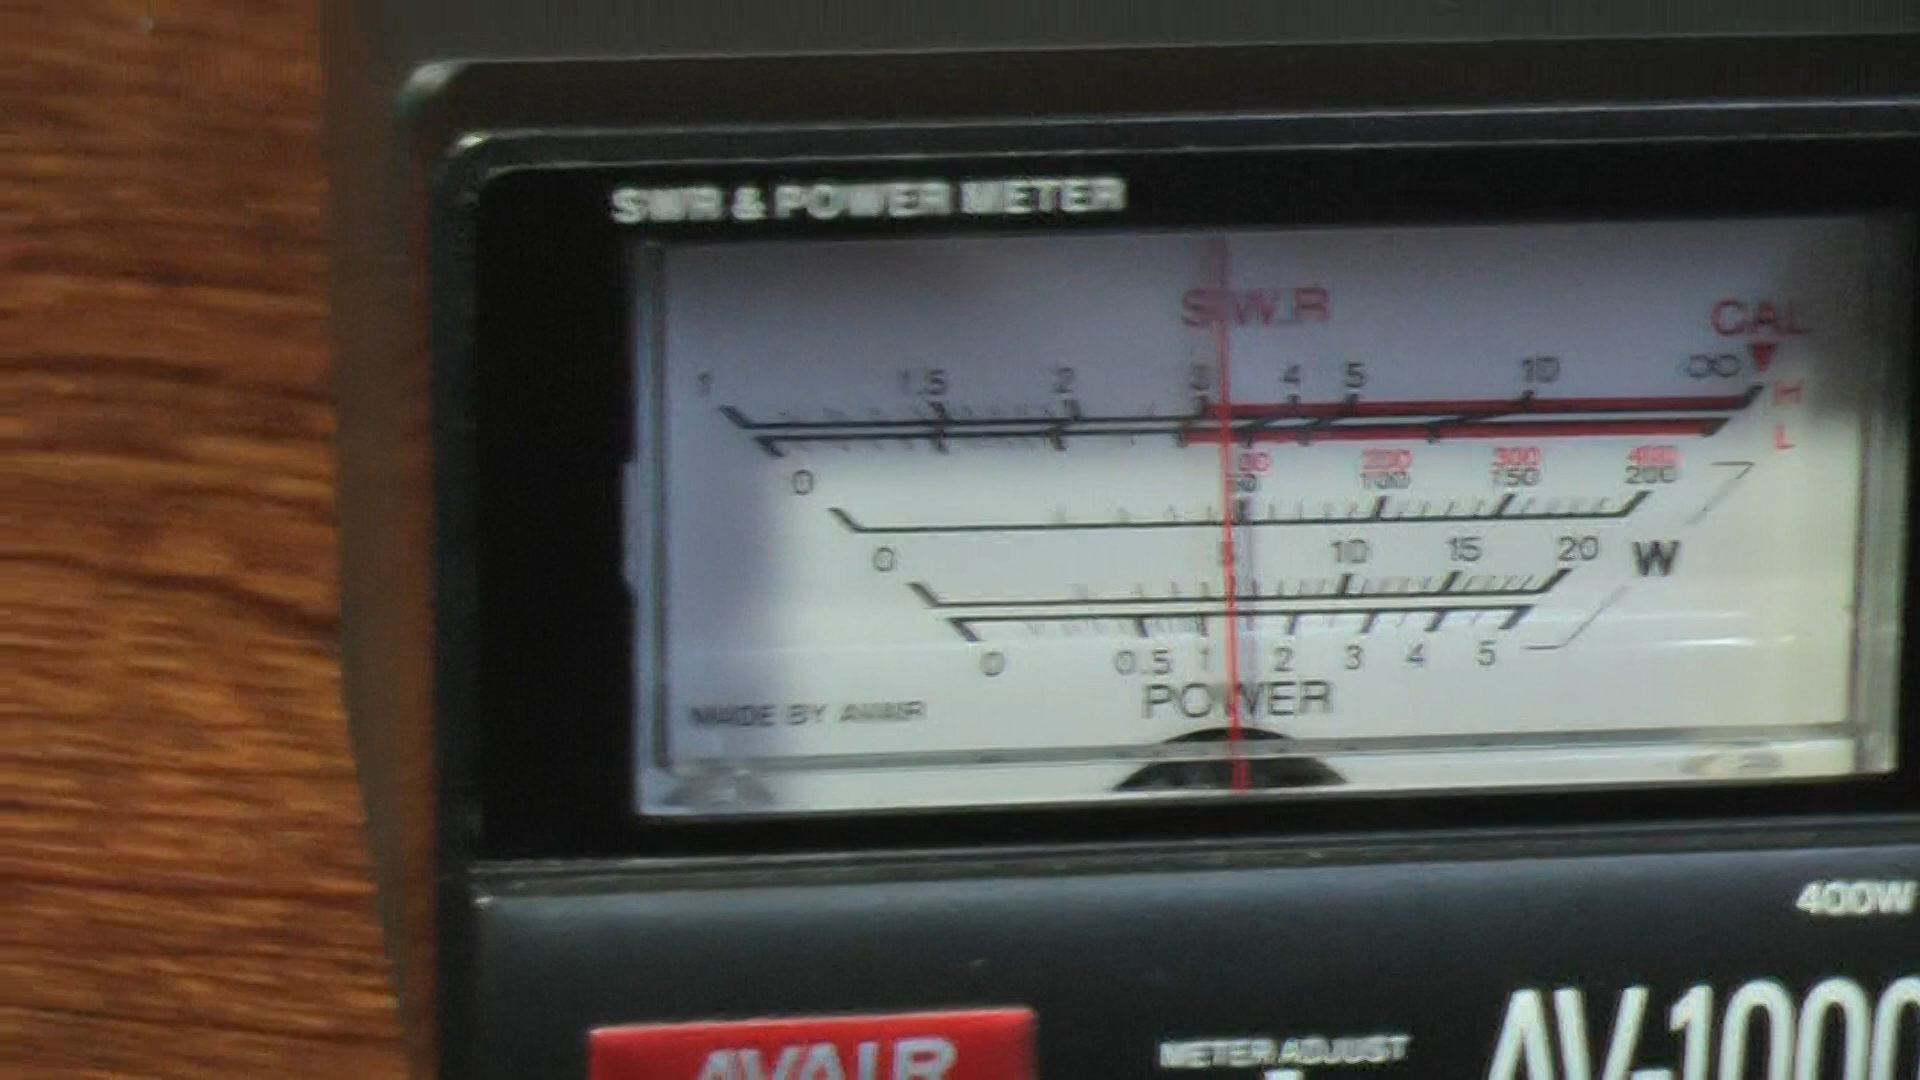 SWR & POWER METER
S.W.R
CAL
1 1.5 2 3 4 5 10 ∞
H
L
100 200 300 400
0 50 100 150 200
0 5 10 15 20 W
0 0.5 1 2 3 4 5
POWER
MADE BY AVAIR
400W
AVAIR
METER ADJUST
AV-1000